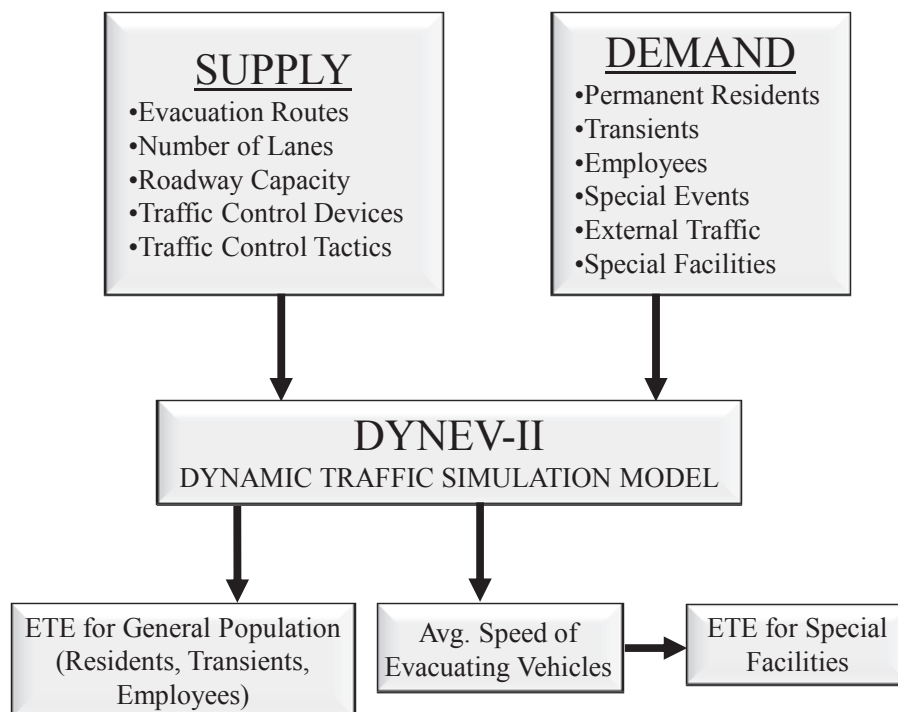 SUPPLY
•Evacuation Routes
•Number of Lanes
•Roadway Capacity
•Traffic Control Devices
•Traffic Control Tactics
DEMAND
•Permanent Residents
•Transients
•Employees
•Special Events
•External Traffic
•Special Facilities
DYNEV-II
DYNAMIC TRAFFIC SIMULATION MODEL
ETE for General Population
(Residents, Transients,
Employees)
Avg. Speed of
Evacuating Vehicles
ETE for Special
Facilities